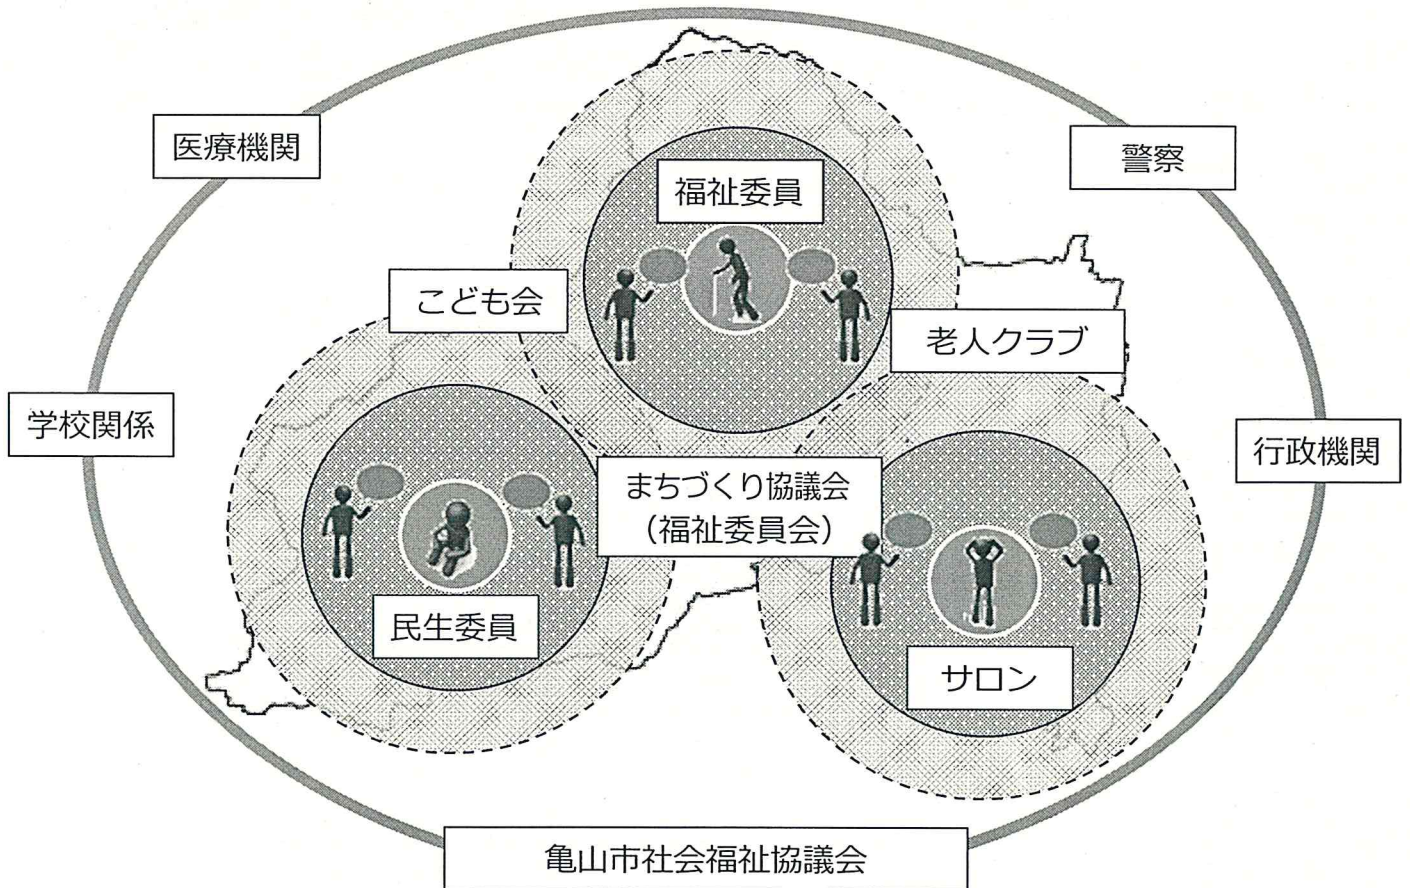 医療機関
警察
福祉委員
こども会
老人クラブ
学校関係
行政機関
まちづくり協議会
（福祉委員会）
民生委員
サロン
亀山市社会福祉協議会